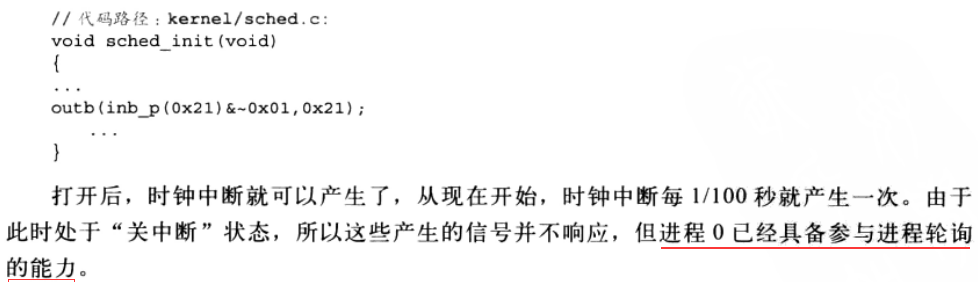 // 代码路径：kernel/sched.c:
void sched_init(void)
{
...
outb(inb_p(0x21)&~0x01,0x21);
...
}
打开后，时钟中断就可以产生了，从现在开始，时钟中断每 1/100 秒就产生一次。由于
此时处于“关中断”状态，所以这些产生的信号并不响应，但进程 0 已经具备参与进程轮询
的能力。